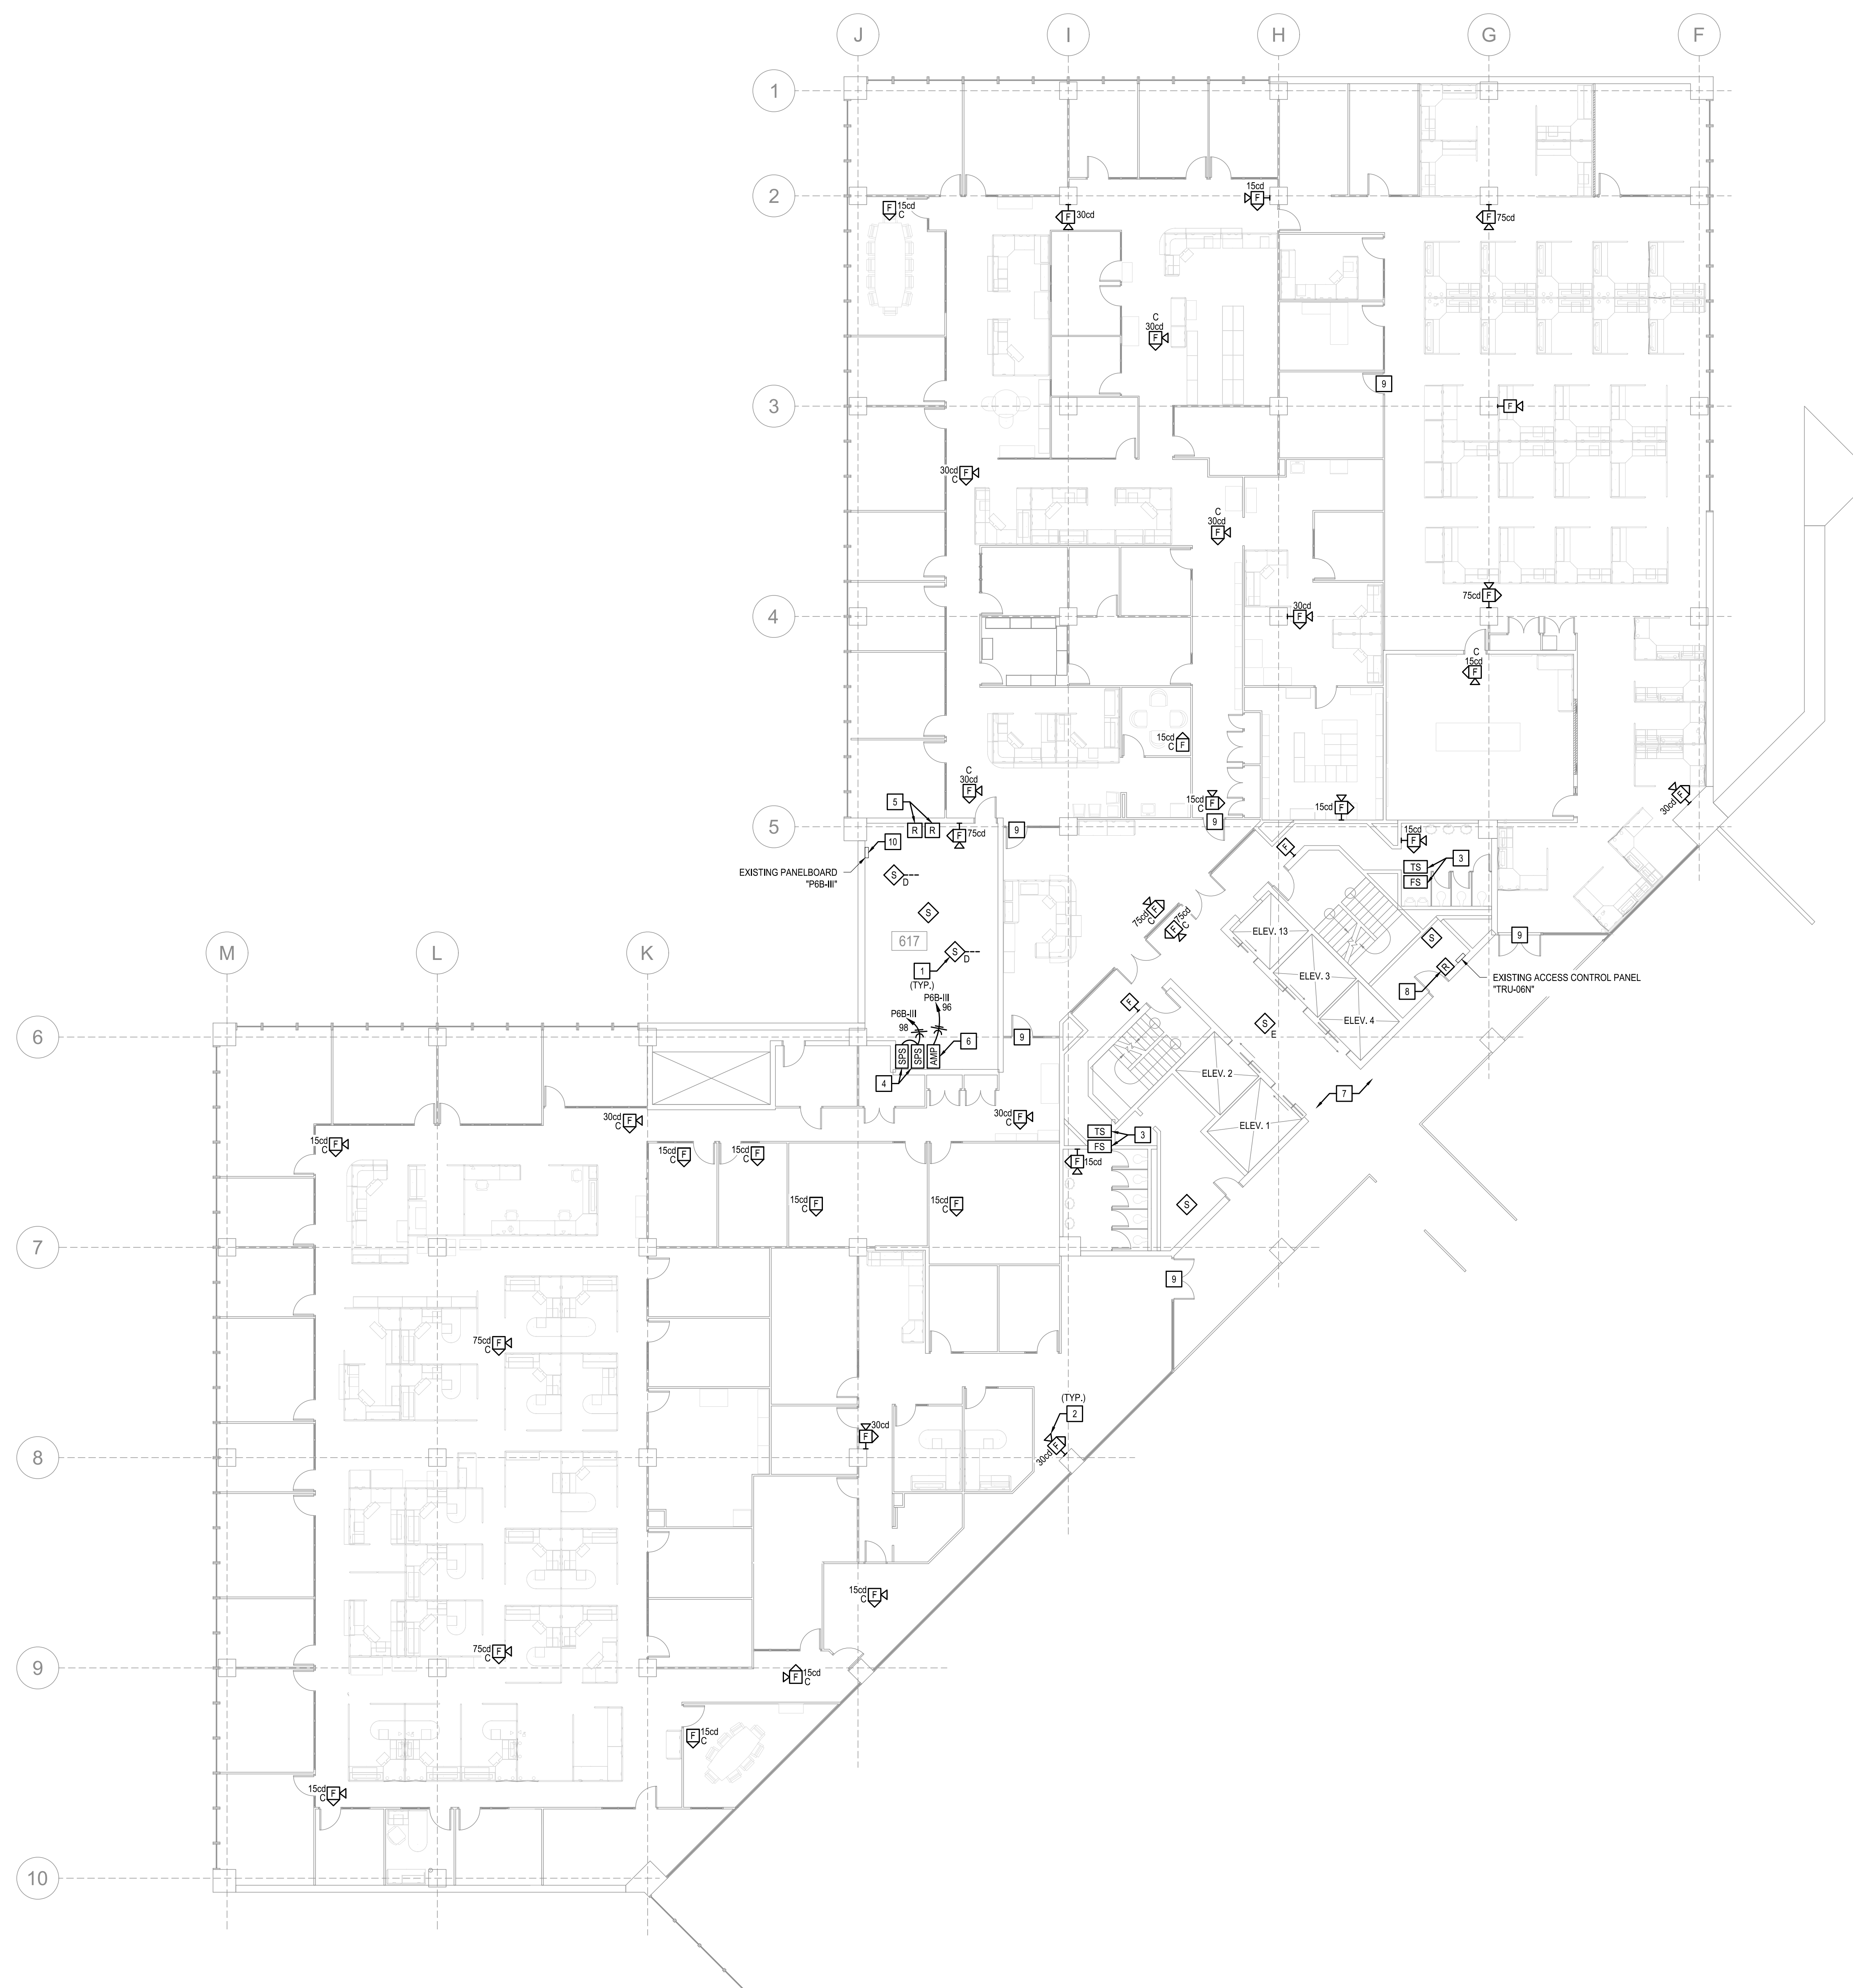 J I H G F
1
2
15cd
F 15cd
C
F 30cd
F
F 75cd
C
30cd
F
9
3
F
30cd F
C
C
30cd
F
75cd F
4
30cd
F
C
15cd
F
15cd
C F
C
30cd
F
15cd F
C
15cd F
30cd F
5
R R
5
F 75cd
9
9
15cd
F
10
EXISTING PANELBOARD
"P6B-III"
F
TS
FS
3
S
D
S
75cd F
C
F 75cd
C
617
S
D
1
(TYP.)
ELEV. 13
S
9
M L K
ELEV. 3
R
8
EXISTING ACCESS CONTROL PANEL
"TRU-06N"
P6B-III
96
P6B-III
98
F
ELEV. 4
S
E
6
SPS SPS AMP
6
9
4
ELEV. 2
7
30cd F
C
30cd F
C
ELEV. 1
TS
FS
3
15cd F
C
15cd F
C
15cd F
C
F 15cd
15cd F
C
15cd F
C
S
7
9
75cd F
C
(TYP.)
2
F 30cd
30cd F
8
15cd F
C
75cd F
C
9
F 15cd
C
F 15cd
C
15cd F
C
10